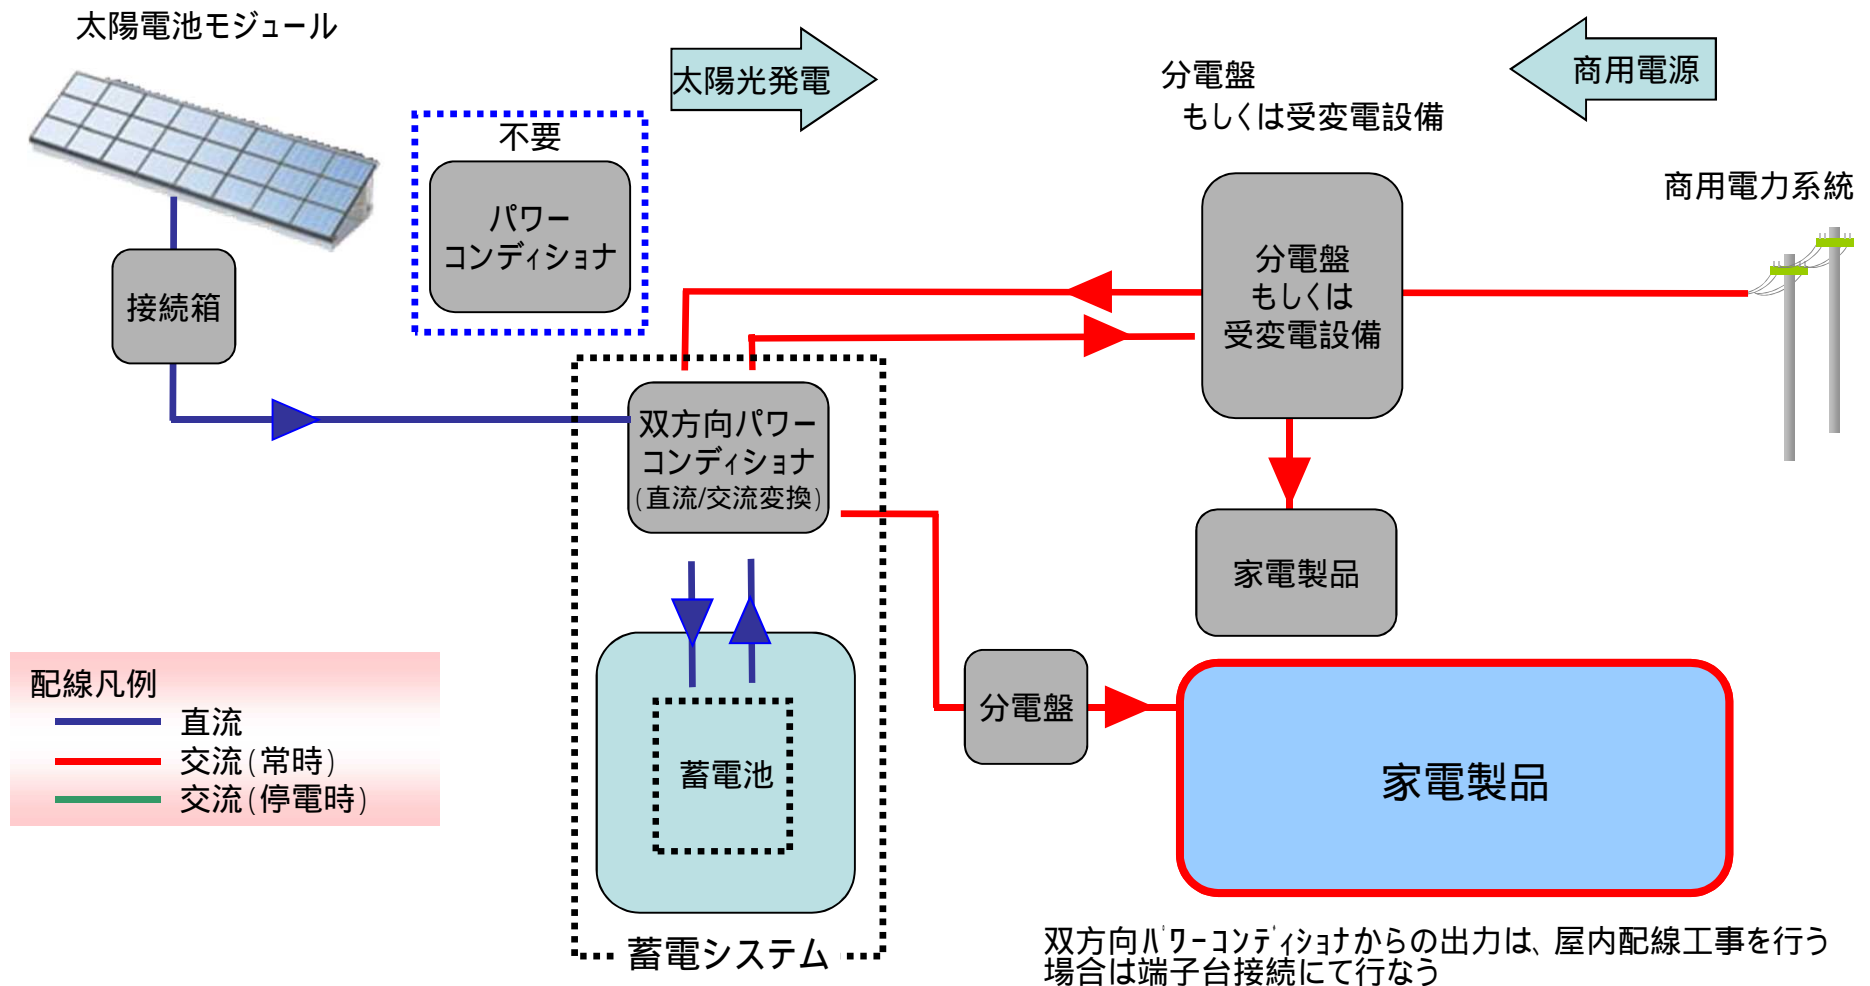 太陽電池モジュール
太陽光発電
分電盤
もしくは受変電設備
商用電源
不要
パワー
コンディショナ
商用電力系統
接続箱
分電盤
もしくは
受変電設備
双方向パワー
コンディショナ
(直流/交流変換)
家電製品
配線凡例
直流
交流(常時)
交流(停電時)
分電盤
蓄電池
家電製品
蓄電システム
双方向ﾊﾟﾜｰｺﾝﾃﾞｨｼｮﾅからの出力は、屋内配線工事を行う
場合は端子台接続にて行なう